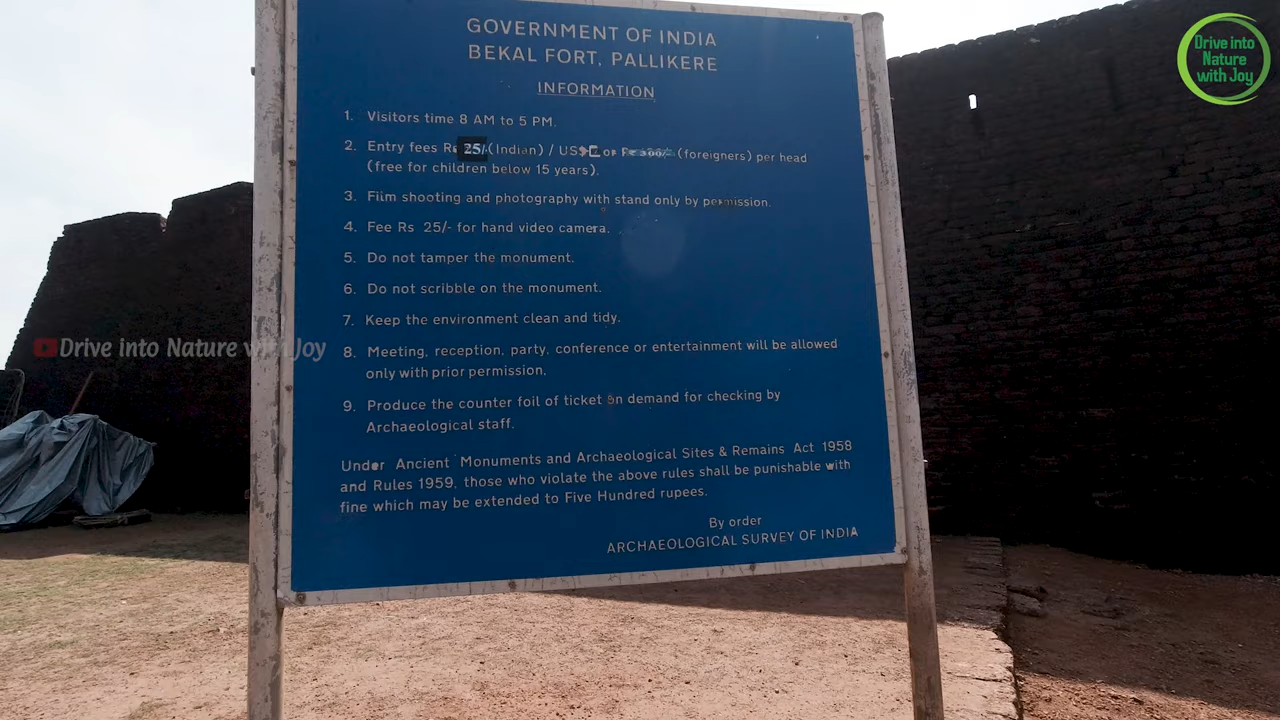 GOVERNMENT OF INDIA
BEKAL FORT, PALLIKERE
INFORMATION
1. Visitors time 8 AM to 5 PM.
2. Entry fees Rs 25/- (Indian) / US or (foreigners) per head
(free for children below 15 years).
3. Film shooting and photography with stand only by permission.
4. Fee Rs 25/- for hand video camera.
5. Do not tamper the monument.
6. Do not scribble on the monument.
7. Keep the environment clean and tidy.
8. Meeting, reception, party, conference or entertainment will be allowed
only with prior permission.
9. Produce the counter foil of ticket on demand for checking by
Archaeological staff.
Under Ancient Monuments and Archaeological Sites & Remains Act 1958
and Rules 1959, those who violate the above rules shall be punishable with
fine which may be extended to Five Hundred rupees.
By order
ARCHAEOLOGICAL SURVEY OF INDIA
Drive into Nature with Joy
Drive into
Nature
with Joy